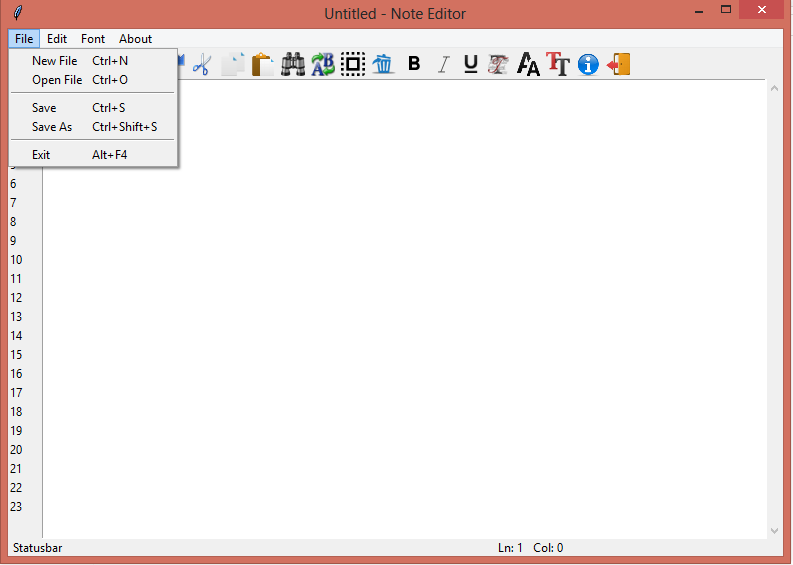 Untitled - Note Editor
File Edit Font About
New File Ctrl+N
Open File Ctrl+O
Save Ctrl+S
Save As Ctrl+Shift+S
Exit Alt+F4
B I U
6
7
8
9
10
11
12
13
14
15
16
17
18
19
20
21
22
23
Statusbar Ln: 1 Col: 0